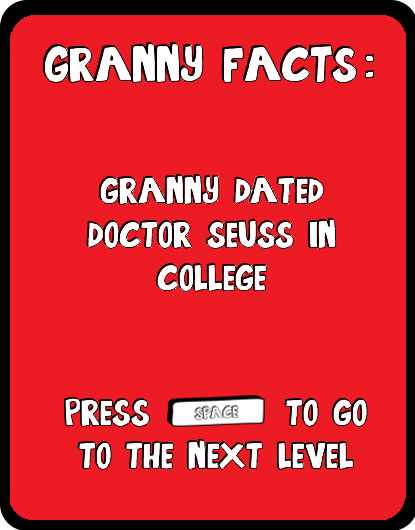 GRANNY FACTS:
GRANNY DATED
DOCTOR SEUSS IN
COLLEGE
PRESS SPACE TO GO
TO THE NEXT LEVEL